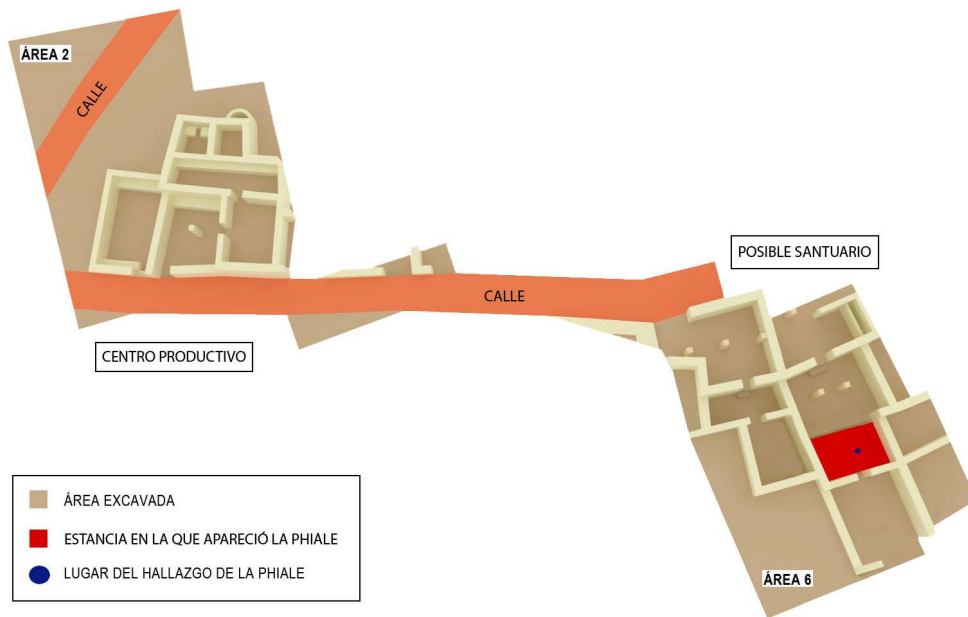 ÁREA 2
CALLE
POSIBLE SANTUARIO
CALLE
CENTRO PRODUCTIVO
ÁREA EXCAVADA
ESTANCIA EN LA QUE APARECIÓ LA PHIALE
LUGAR DEL HALLAZGO DE LA PHIALE
ÁREA 6